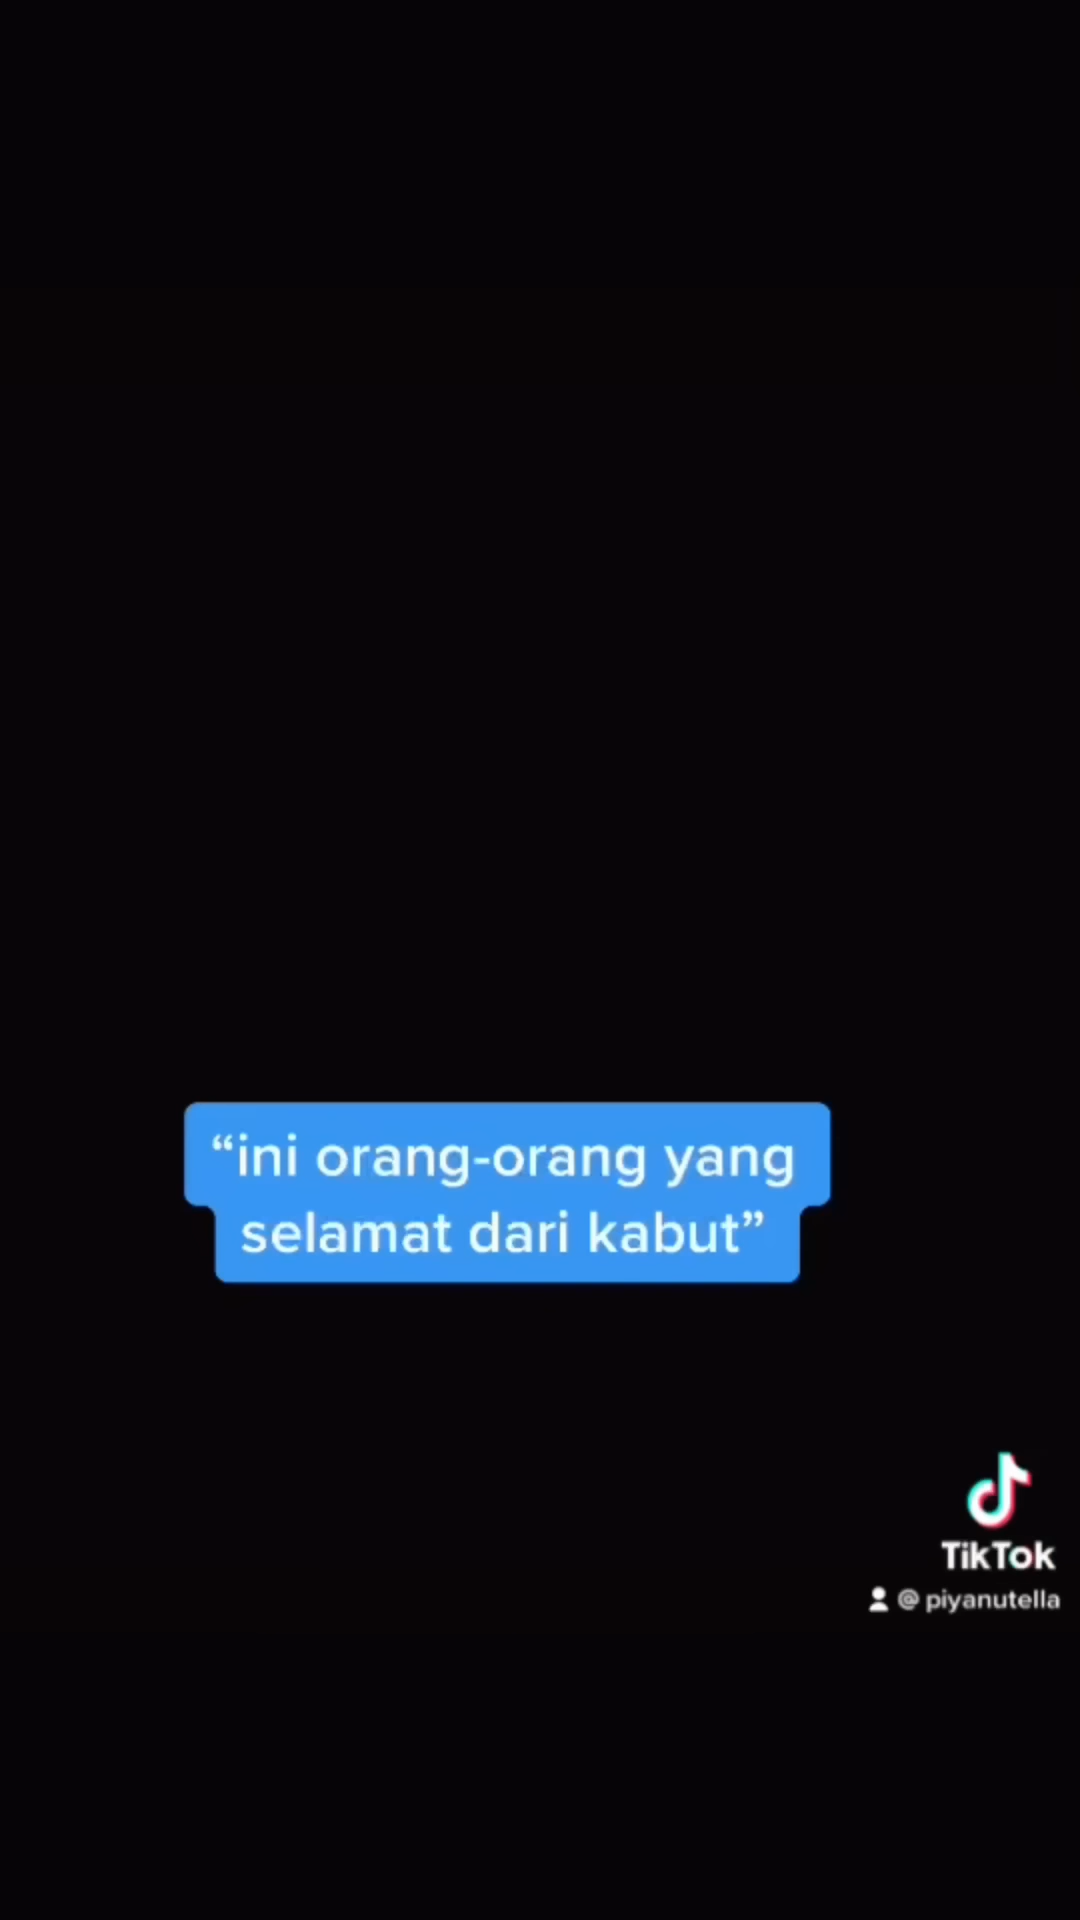 “ini orang-orang yang
selamat dari kabut”
TikTok
@ piyanutella